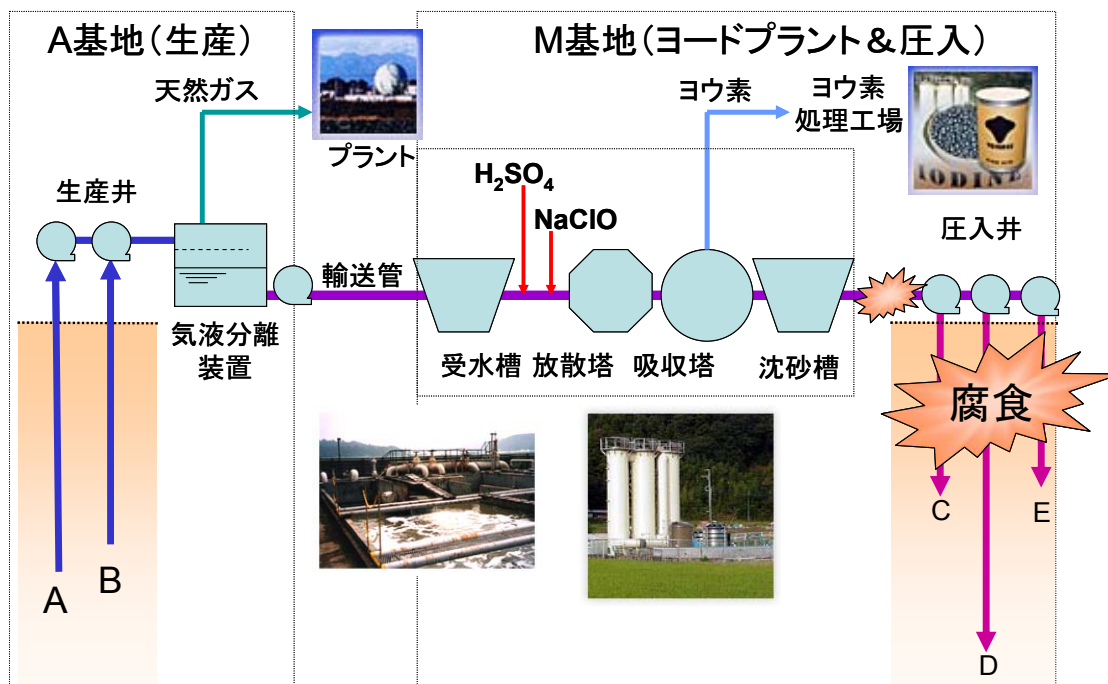 A基地（生産）
M基地（ヨードプラント＆圧入）
天然ガス
プラント
ヨウ素
ヨウ素
処理工場
IODINE
生産井
H₂SO₄
NaClO
圧入井
輸送管
気液分離
装置
受水槽
放散塔
吸収塔
沈砂槽
腐食
A
B
C
D
E